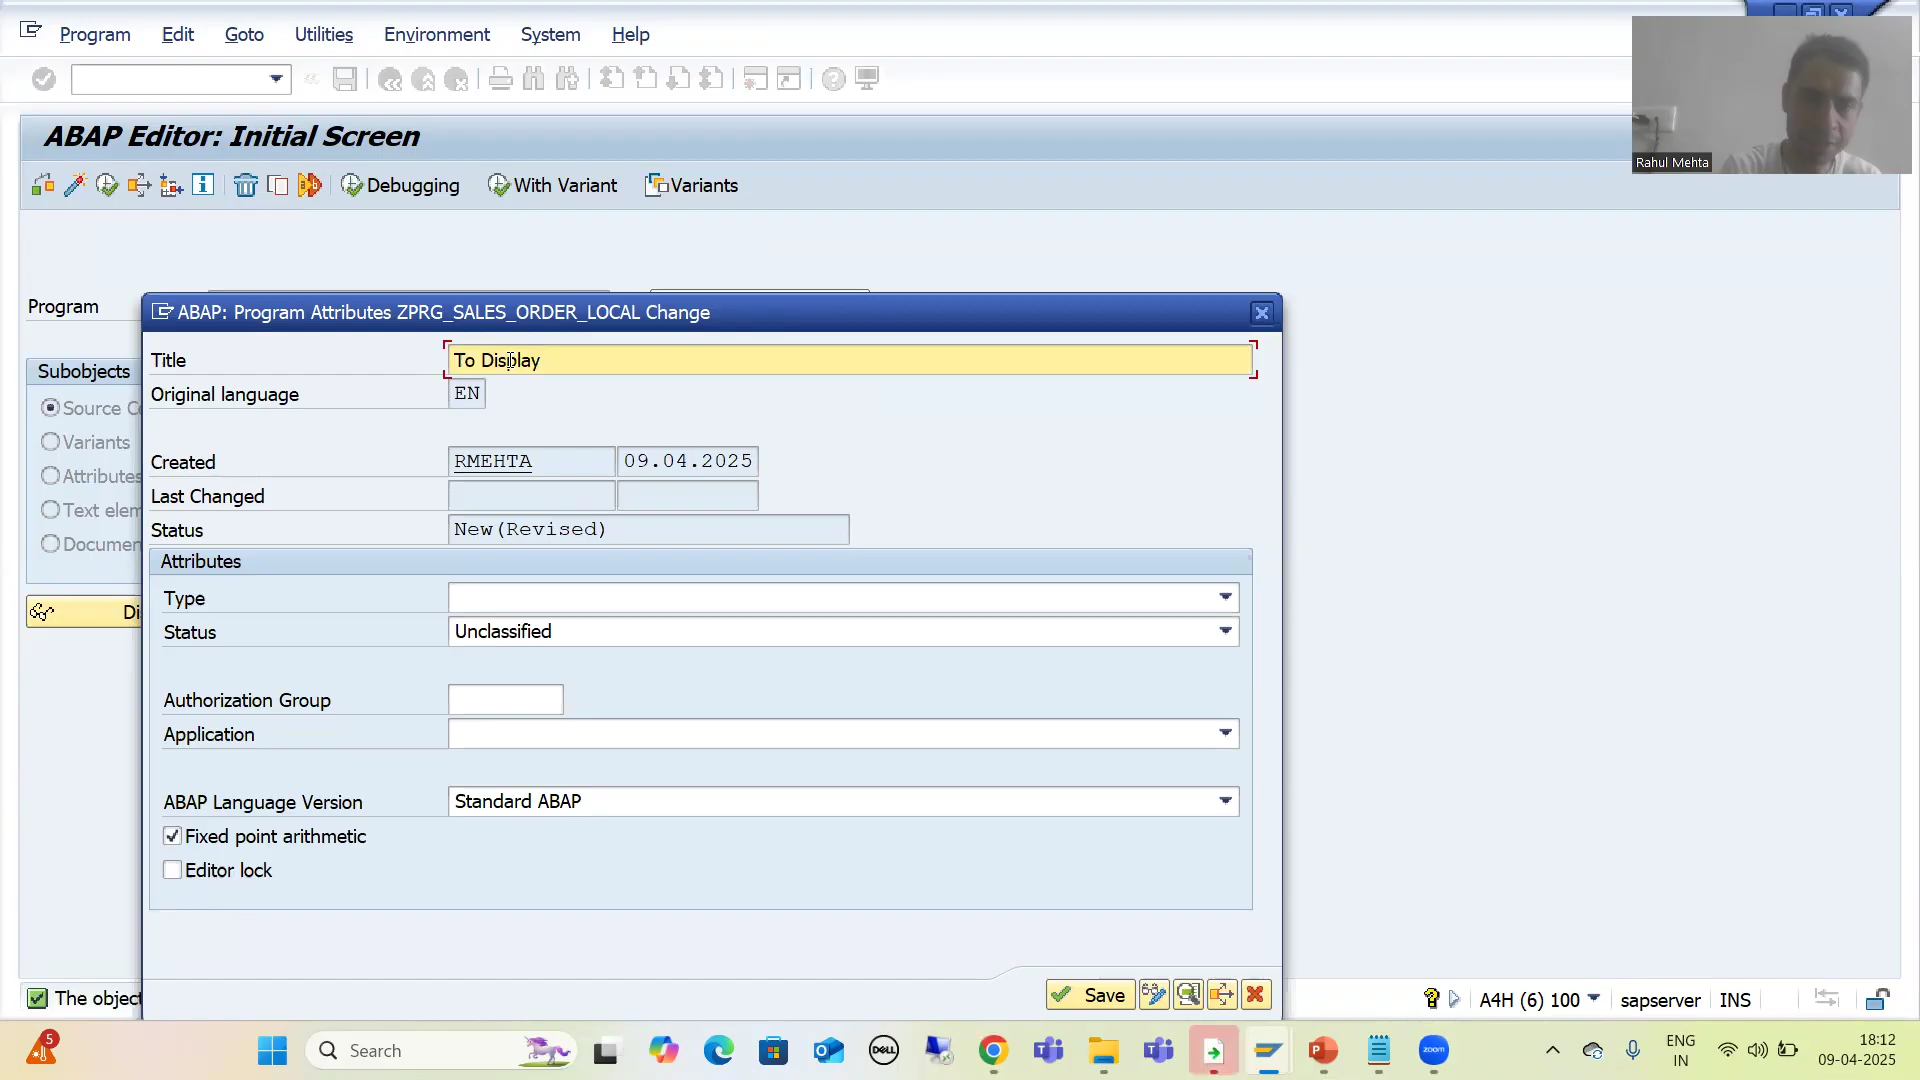 Program Edit Goto Utilities Environment System Help
Rahul Mehta
ABAP Editor: Initial Screen
Debugging With Variant Variants
Program
ABAP: Program Attributes ZPRG_SALES_ORDER_LOCAL Change
Title To Display
Original language EN
Subobjects
Source C
Variants
Attributes
Text elem
Documen
Di
Created RMEHTA 09.04.2025
Last Changed
Status New(Revised)
Attributes
Type
Status Unclassified
Authorization Group
Application
ABAP Language Version Standard ABAP
Fixed point arithmetic
Editor lock
Save
The object
A4H (6) 100 sapserver INS
5
Search
DELL
zoom
ENG
IN
18:12
09-04-2025